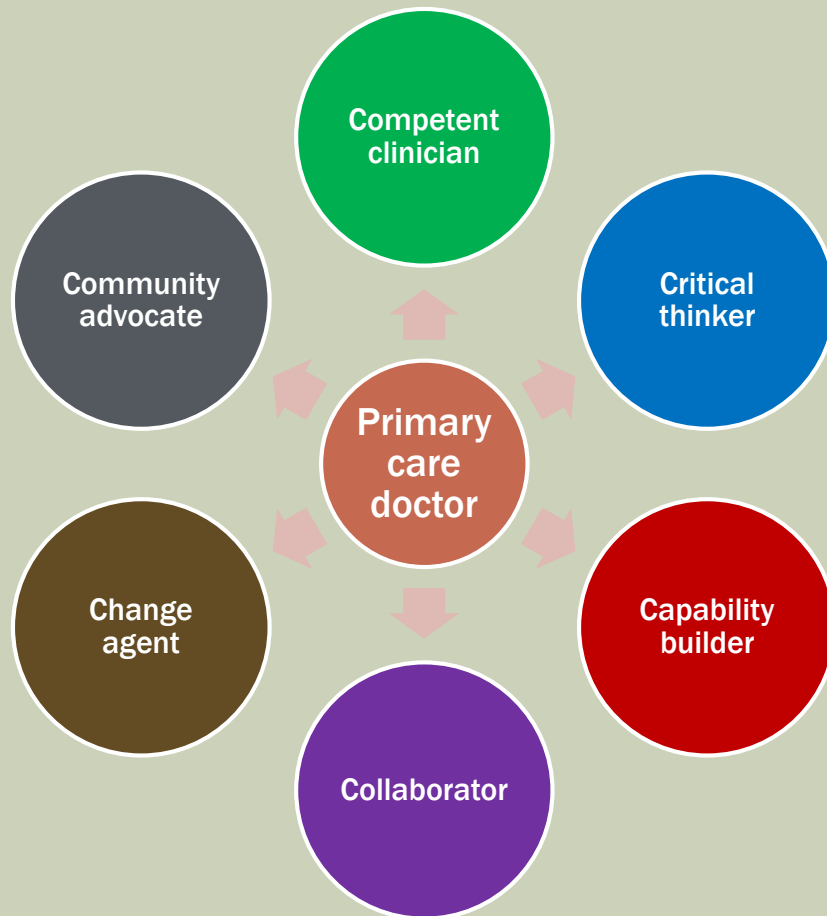 Competent
clinician
Community
advocate
Critical
thinker
Primary
care
doctor
Change
agent
Capability
builder
Collaborator